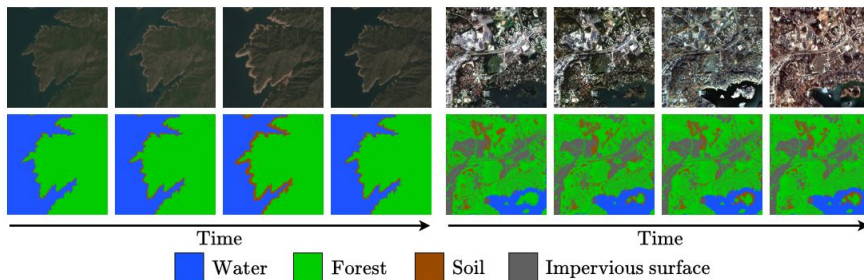 Time
Time
Water
Forest
Soil
Impervious surface